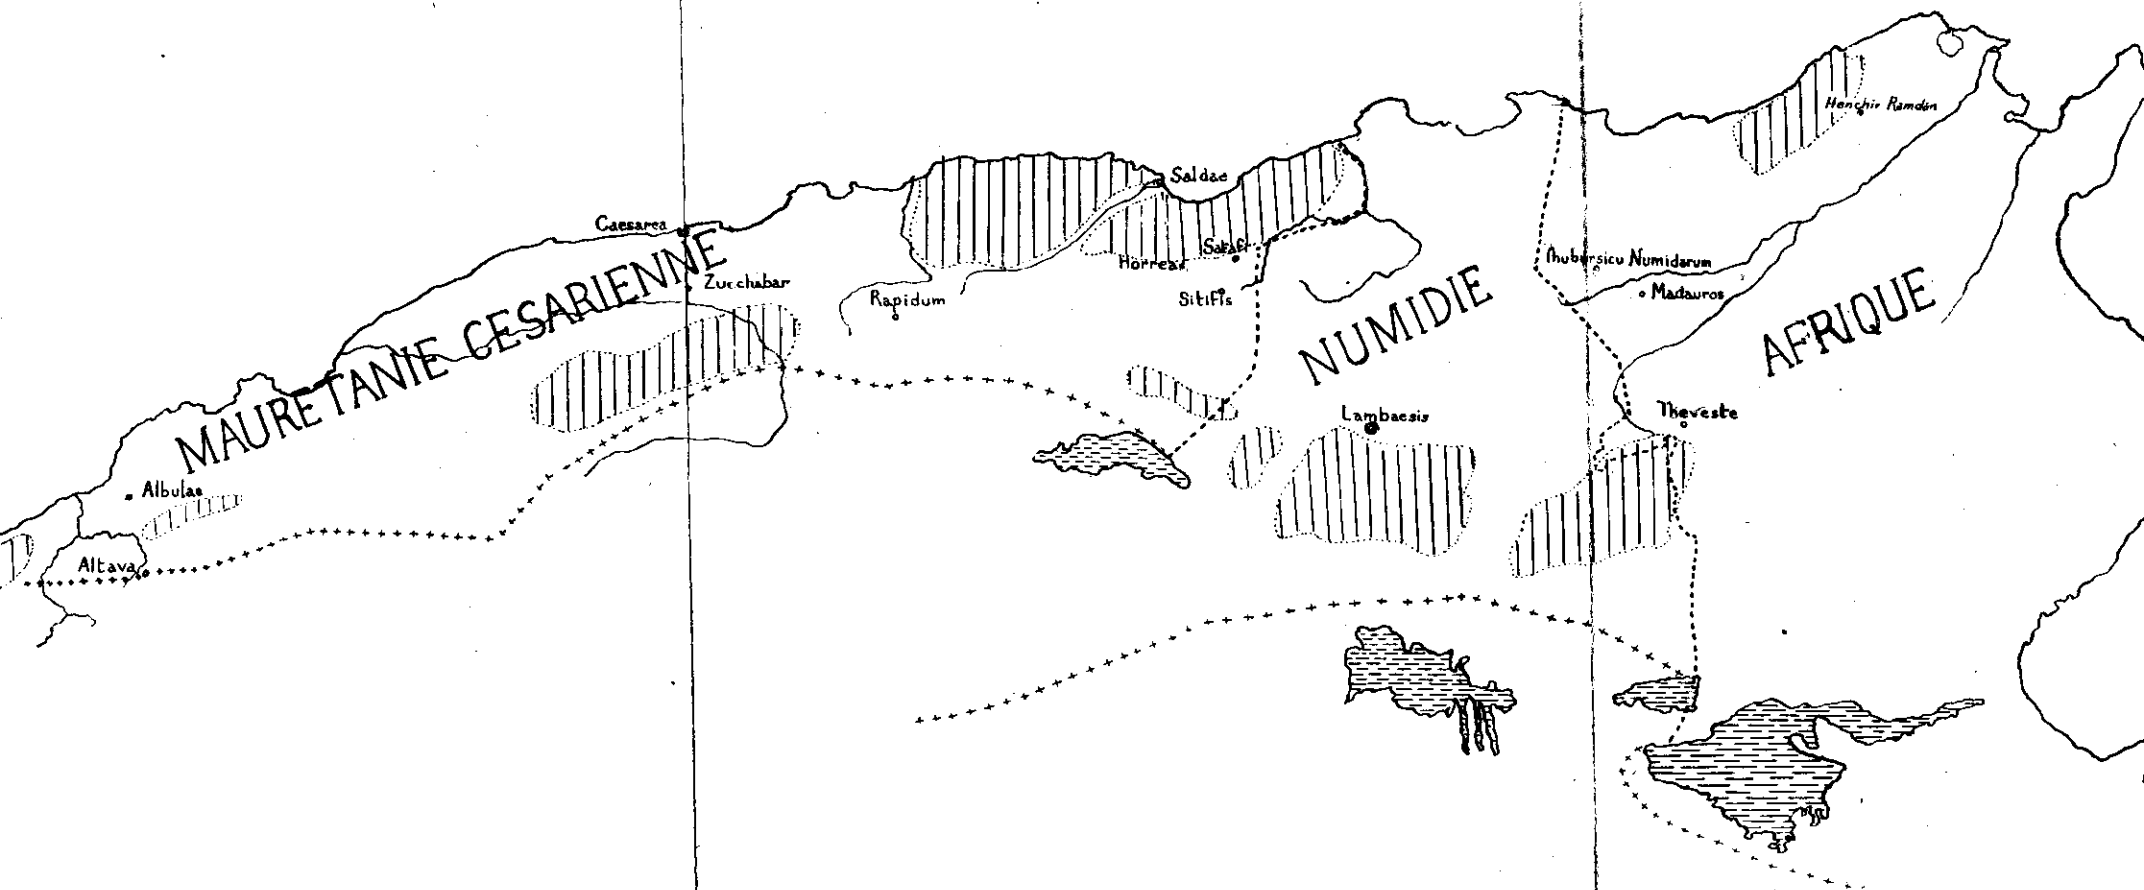 Henchir Ramdan
Saldae
Caesarea
MAURETANIE CESARIENNE
Zucchabar
Satafi
Horrea
Rapidum
Sitifis
NUMIDIE
Thubursicu Numidarum
Madauros
AFRIQUE
Lambaesis
Theveste
Albulae
Altava